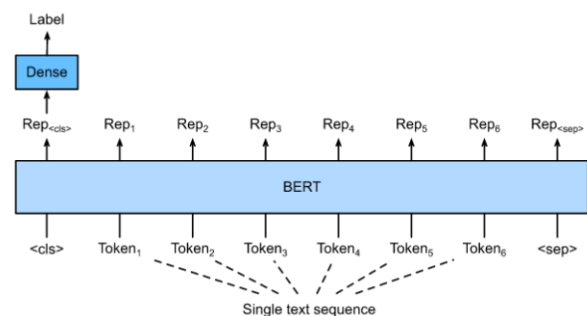 Label
Dense
Rep<cls> Rep1 Rep2 Rep3 Rep4 Rep5 Rep6 Rep<sep>
BERT
<cls> Token1 Token2 Token3 Token4 Token5 Token6 <sep>
Single text sequence